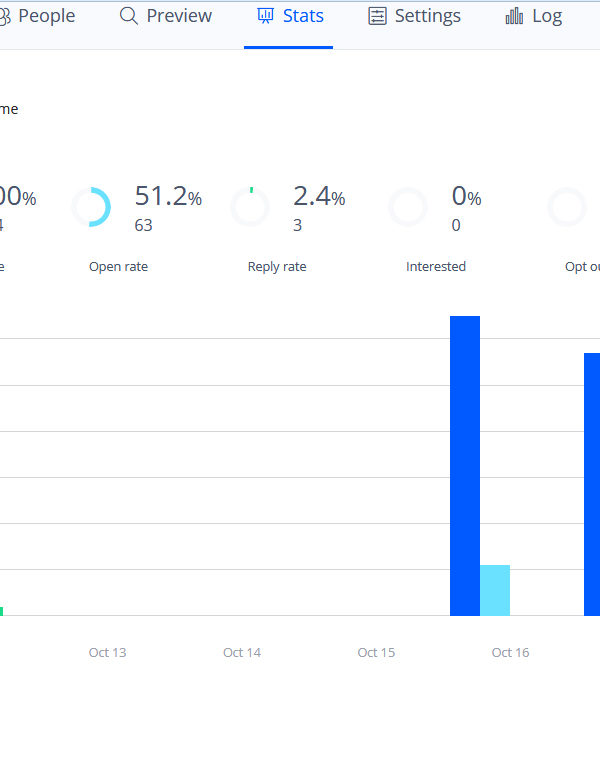 People Preview Stats Settings Log
me
00% 51.2% 2.4% 0%
4 63 3 0
e Open rate Reply rate Interested Opt ou
Oct 13 Oct 14 Oct 15 Oct 16